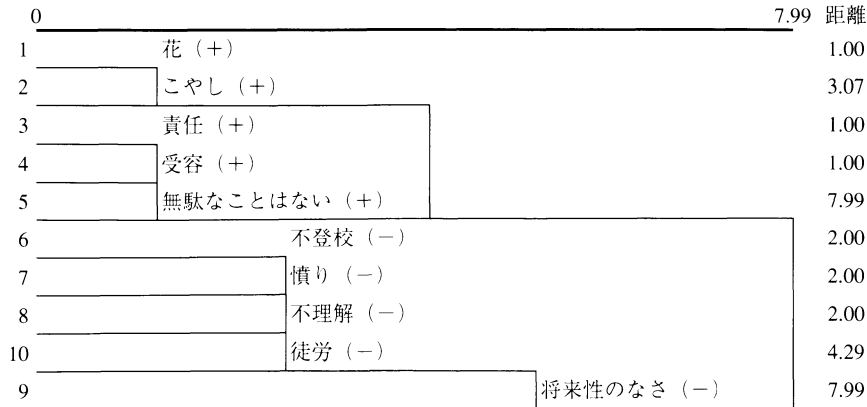 0 7.99 距離
1 花（+） 1.00
2 こやし（+） 3.07
3 責任（+） 1.00
4 受容（+） 1.00
5 無駄なことはない（+） 7.99
6 不登校（−） 2.00
7 憤り（−） 2.00
8 不理解（−） 2.00
10 徒労（−） 4.29
9 将来性のなさ（−） 7.99